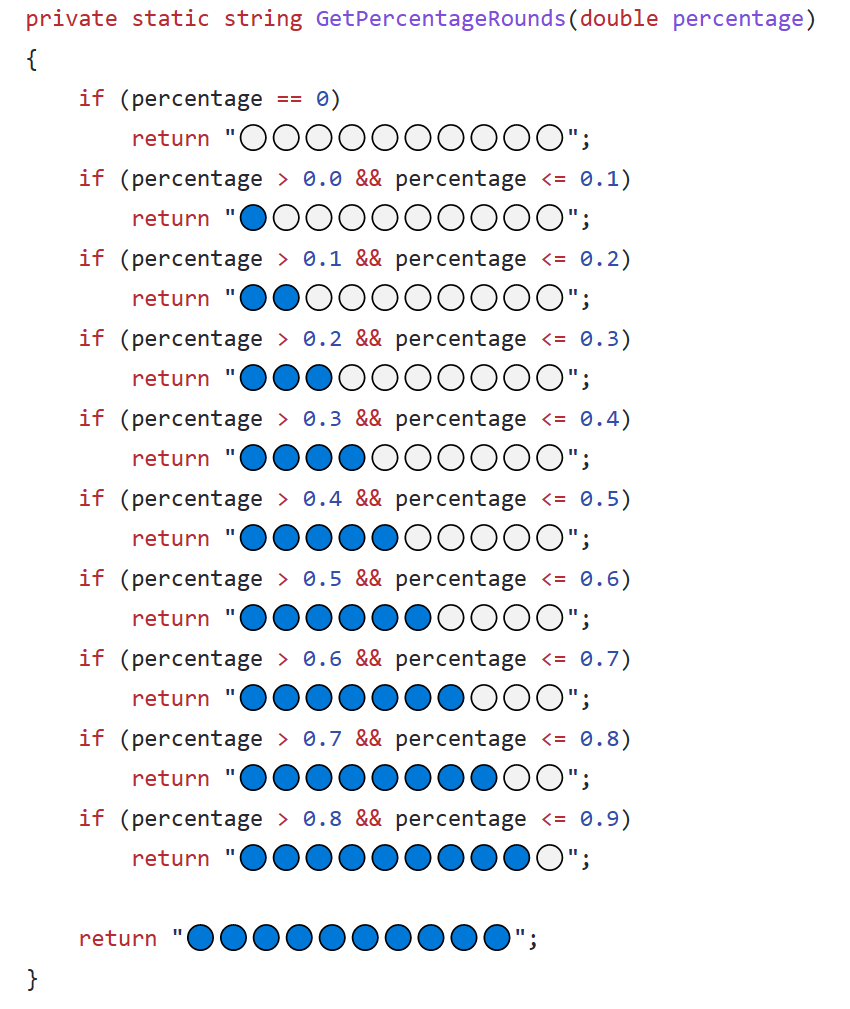 private static string GetPercentageRounds(double percentage)
{
    if (percentage == 0)
        return "⚪⚪⚪⚪⚪⚪⚪⚪⚪⚪";
    if (percentage > 0.0 && percentage <= 0.1)
        return "🔵⚪⚪⚪⚪⚪⚪⚪⚪⚪";
    if (percentage > 0.1 && percentage <= 0.2)
        return "🔵🔵⚪⚪⚪⚪⚪⚪⚪⚪";
    if (percentage > 0.2 && percentage <= 0.3)
        return "🔵🔵🔵⚪⚪⚪⚪⚪⚪⚪";
    if (percentage > 0.3 && percentage <= 0.4)
        return "🔵🔵🔵🔵⚪⚪⚪⚪⚪⚪";
    if (percentage > 0.4 && percentage <= 0.5)
        return "🔵🔵🔵🔵🔵⚪⚪⚪⚪⚪";
    if (percentage > 0.5 && percentage <= 0.6)
        return "🔵🔵🔵🔵🔵🔵⚪⚪⚪⚪";
    if (percentage > 0.6 && percentage <= 0.7)
        return "🔵🔵🔵🔵🔵🔵🔵⚪⚪⚪";
    if (percentage > 0.7 && percentage <= 0.8)
        return "🔵🔵🔵🔵🔵🔵🔵🔵⚪⚪";
    if (percentage > 0.8 && percentage <= 0.9)
        return "🔵🔵🔵🔵🔵🔵🔵🔵🔵⚪";

    return "🔵🔵🔵🔵🔵🔵🔵🔵🔵🔵";
}